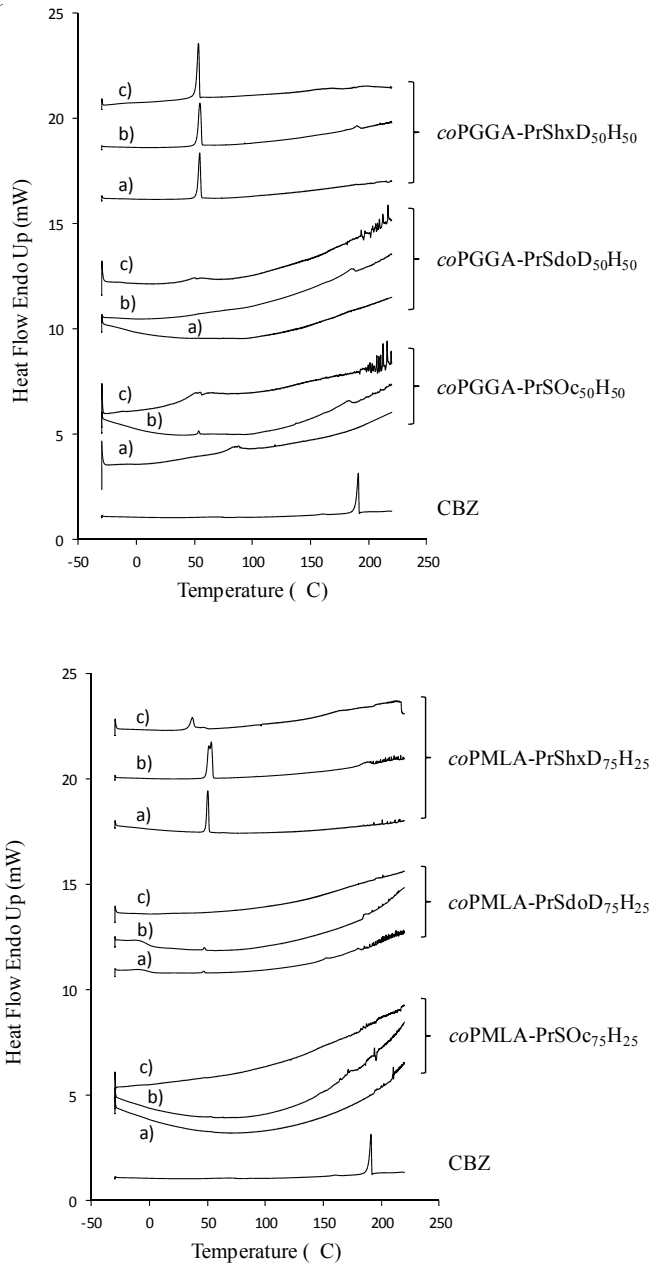 25
20
15
10
5
0
-50
0
50
100
150
200
250
Heat Flow Endo Up (mW)
Temperature ( C)
c)
b)
a)
coPGGA-PrShxD50H50
c)
b)
a)
coPGGA-PrSdoD50H50
c)
b)
a)
coPGGA-PrSOc50H50
CBZ
25
20
15
10
5
0
-50
0
50
100
150
200
250
Heat Flow Endo Up (mW)
Temperature ( C)
c)
b)
a)
coPMLA-PrShxD75H25
c)
b)
a)
coPMLA-PrSdoD75H25
c)
b)
a)
coPMLA-PrSOc75H25
CBZ